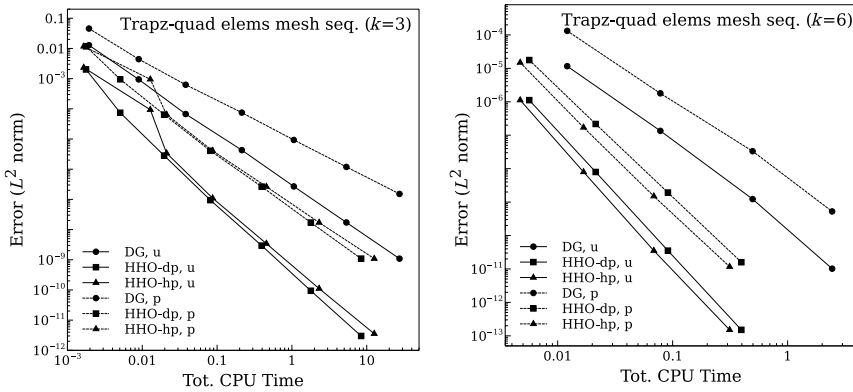 Trapz-quad elems mesh seq. (k=3)
Error (L² norm)
0.1
0.01
10⁻³
10⁻⁹
10⁻¹⁰
10⁻¹¹
10⁻¹²
DG, u
HHO-dp, u
HHO-hp, u
DG, p
HHO-dp, p
HHO-hp, p
10⁻³ 0.01 0.1 1 10
Tot. CPU Time
Trapz-quad elems mesh seq. (k=6)
Error (L² norm)
10⁻⁴
10⁻⁵
10⁻⁶
10⁻¹¹
10⁻¹²
10⁻¹³
DG, u
HHO-dp, u
HHO-hp, u
DG, p
HHO-dp, p
HHO-hp, p
0.01 0.1 1
Tot. CPU Time